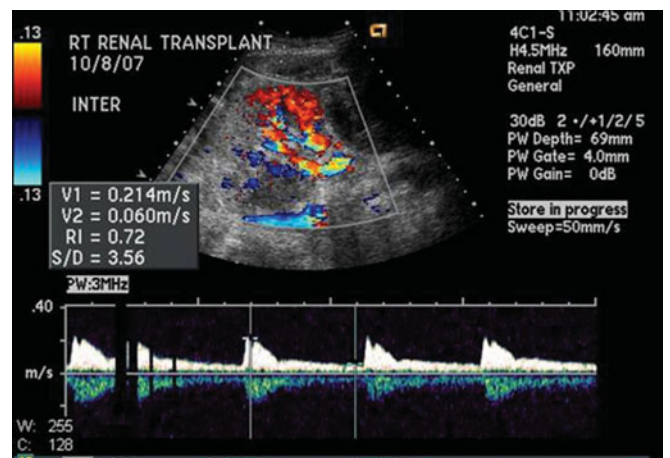 11:02:45 am
.13
RT RENAL TRANSPLANT
10/8/07
INTER
4C1-S
H4.5MHz 160mm
Renal TXP
General
30dB 2 •/+1/2/5
PW Depth= 69mm
PW Gate= 4.0mm
PW Gain= 0dB
Store in progress
Sweep=50mm/s
.13
V1 = 0.214m/s
V2 = 0.060m/s
RI = 0.72
S/D = 3.56
PW:3MHz
.40
m/s
W: 255
C: 128